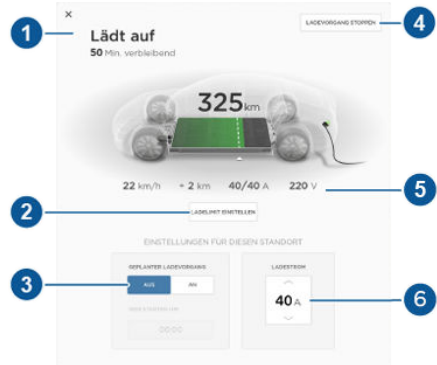 ×
1
Lädt auf
50 Min. verbleibend
LADEVORGANG STOPPEN
4
325 km
22 km/h + 2 km 40/40 A 220 V
5
2
LADELIMIT EINSTELLEN
EINSTELLUNGEN FÜR DIESEN STANDORT
3
GEPLANTER LADEVORGANG
AUS
LADESTROM
40 A
6
00:00